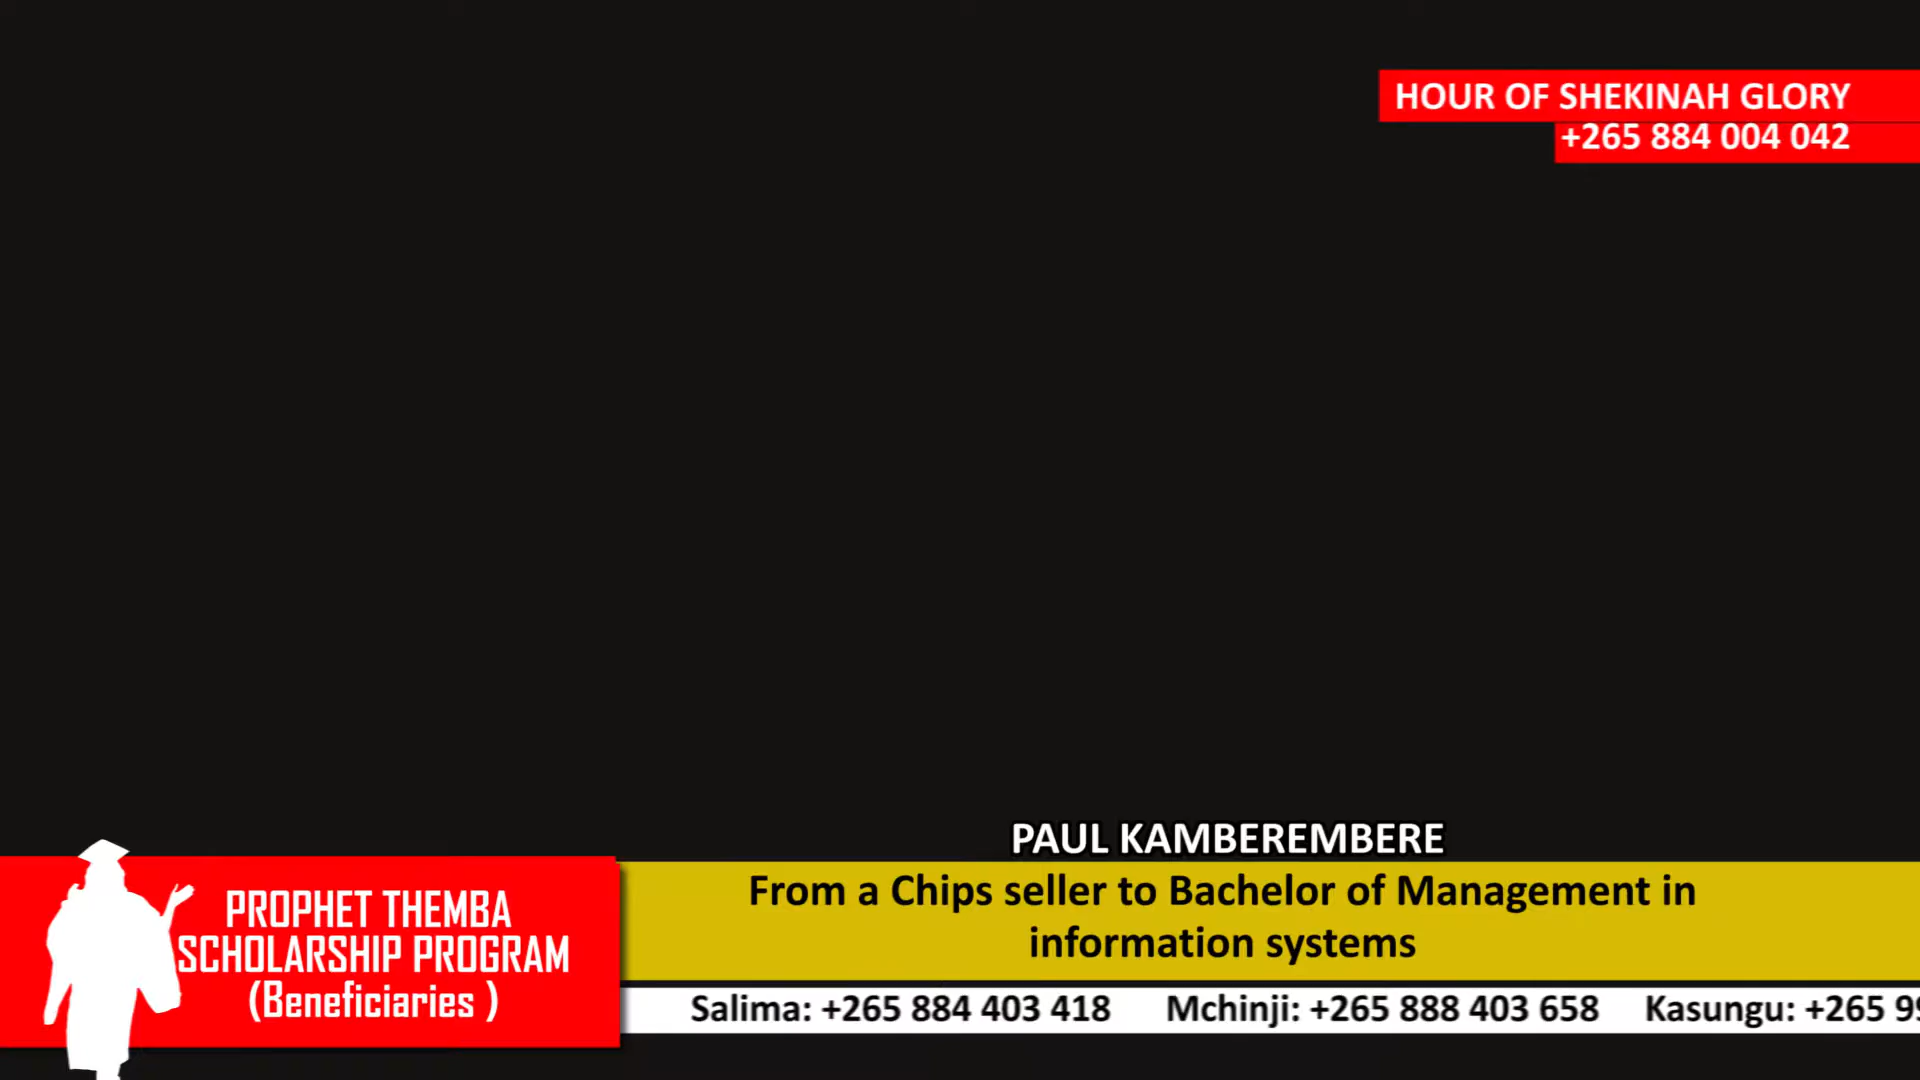 HOUR OF SHEKINAH GLORY
+265 884 004 042
PAUL KAMBEREMBERE
From a Chips seller to Bachelor of Management in
information systems
PROPHET THEMBA
SCHOLARSHIP PROGRAM
(Beneficiaries )
Salima: +265 884 403 418 Mchinji: +265 888 403 658 Kasungu: +265 99